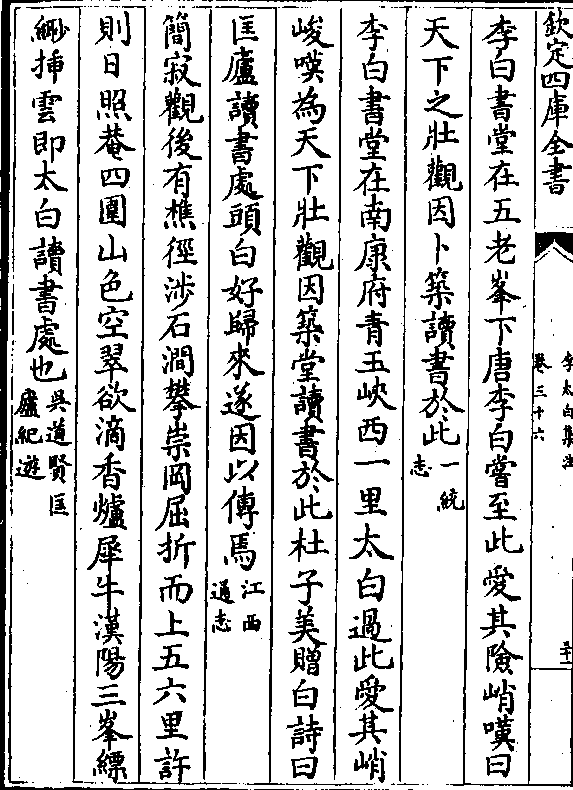 欽定四庫全書
李太白集注
卷三十六
李白書堂在五老峯下唐李白嘗至此愛其險峭嘆曰
天下之壯觀因卜築讀書於此一統志
李白書堂在南康府青玉峽西一里太白過此愛其峭
峻嘆為天下壯觀因築堂讀書於此杜子美贈白詩曰
匡廬讀書處頭白好歸來遂因以傳焉江西通志
簡寂觀後有樵徑涉石澗攀崇岡屈折而上五六里許
則日照菴四圍山色空翠欲滴香爐犀牛漢陽三峯縹
緲揷雲即太白讀書處也吳道賢匡廬紀遊